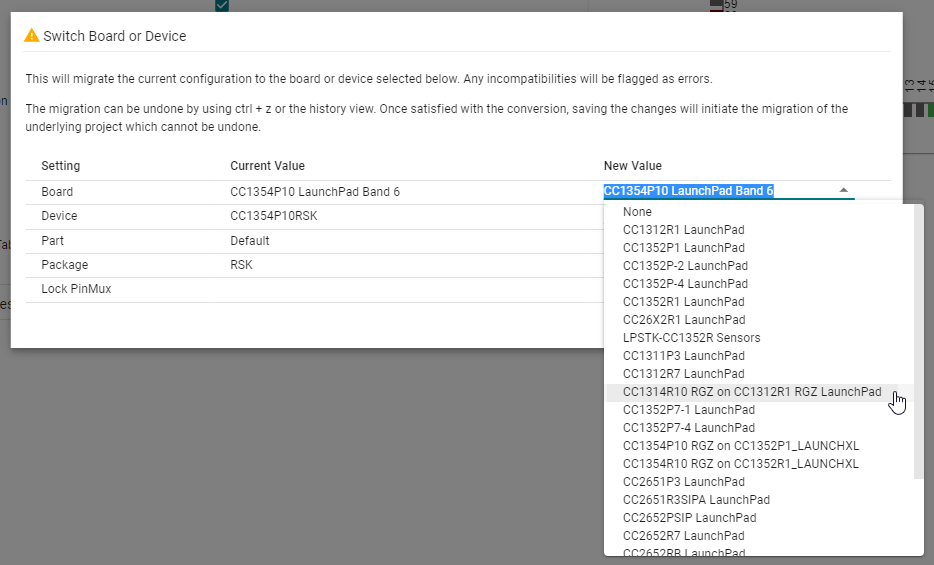 59
Switch Board or Device
This will migrate the current configuration to the board or device selected below. Any incompatibilities will be flagged as errors.
The migration can be undone by using ctrl + z or the history view. Once satisfied with the conversion, saving the changes will initiate the migration of the
underlying project which cannot be undone.
Setting Current Value New Value
Board CC1354P10 LaunchPad Band 6 CC1354P10 LaunchPad Band 6
Device CC1354P10RSK
Part Default
Package RSK
Lock PinMux
None
CC1312R1 LaunchPad
CC1352P1 LaunchPad
CC1352P-2 LaunchPad
CC1352P-4 LaunchPad
CC1352R1 LaunchPad
CC26X2R1 LaunchPad
LPSTK-CC1352R Sensors
CC1311P3 LaunchPad
CC1312R7 LaunchPad
CC1314R10 RGZ on CC1312R1 RGZ LaunchPad
CC1352P7-1 LaunchPad
CC1352P7-4 LaunchPad
CC1354P10 RGZ on CC1352P1_LAUNCHXL
CC1354R10 RGZ on CC1352R1_LAUNCHXL
CC2651P3 LaunchPad
CC2651R3SIPA LaunchPad
CC2652PSIP LaunchPad
CC2652R7 LaunchPad
CC2652RB LaunchPad
13
14